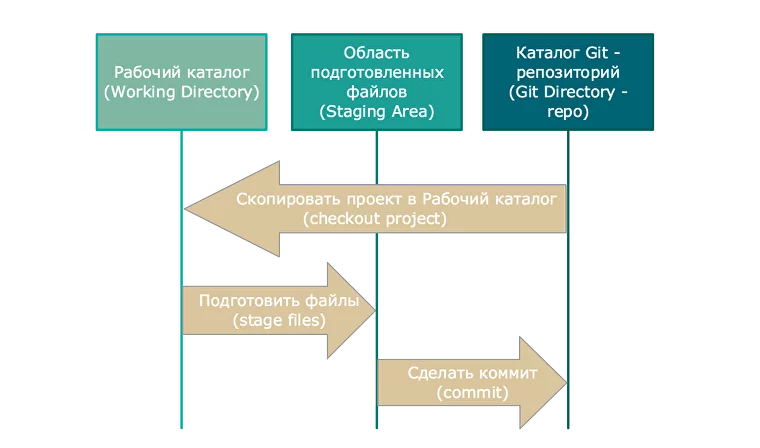 Рабочий каталог
(Working Directory)
Область
подготовленных
файлов
(Staging Area)
Каталог Git -
репозиторий
(Git Directory -
repo)
Скопировать проект в Рабочий каталог
(checkout project)
Подготовить файлы
(stage files)
Сделать коммит
(commit)